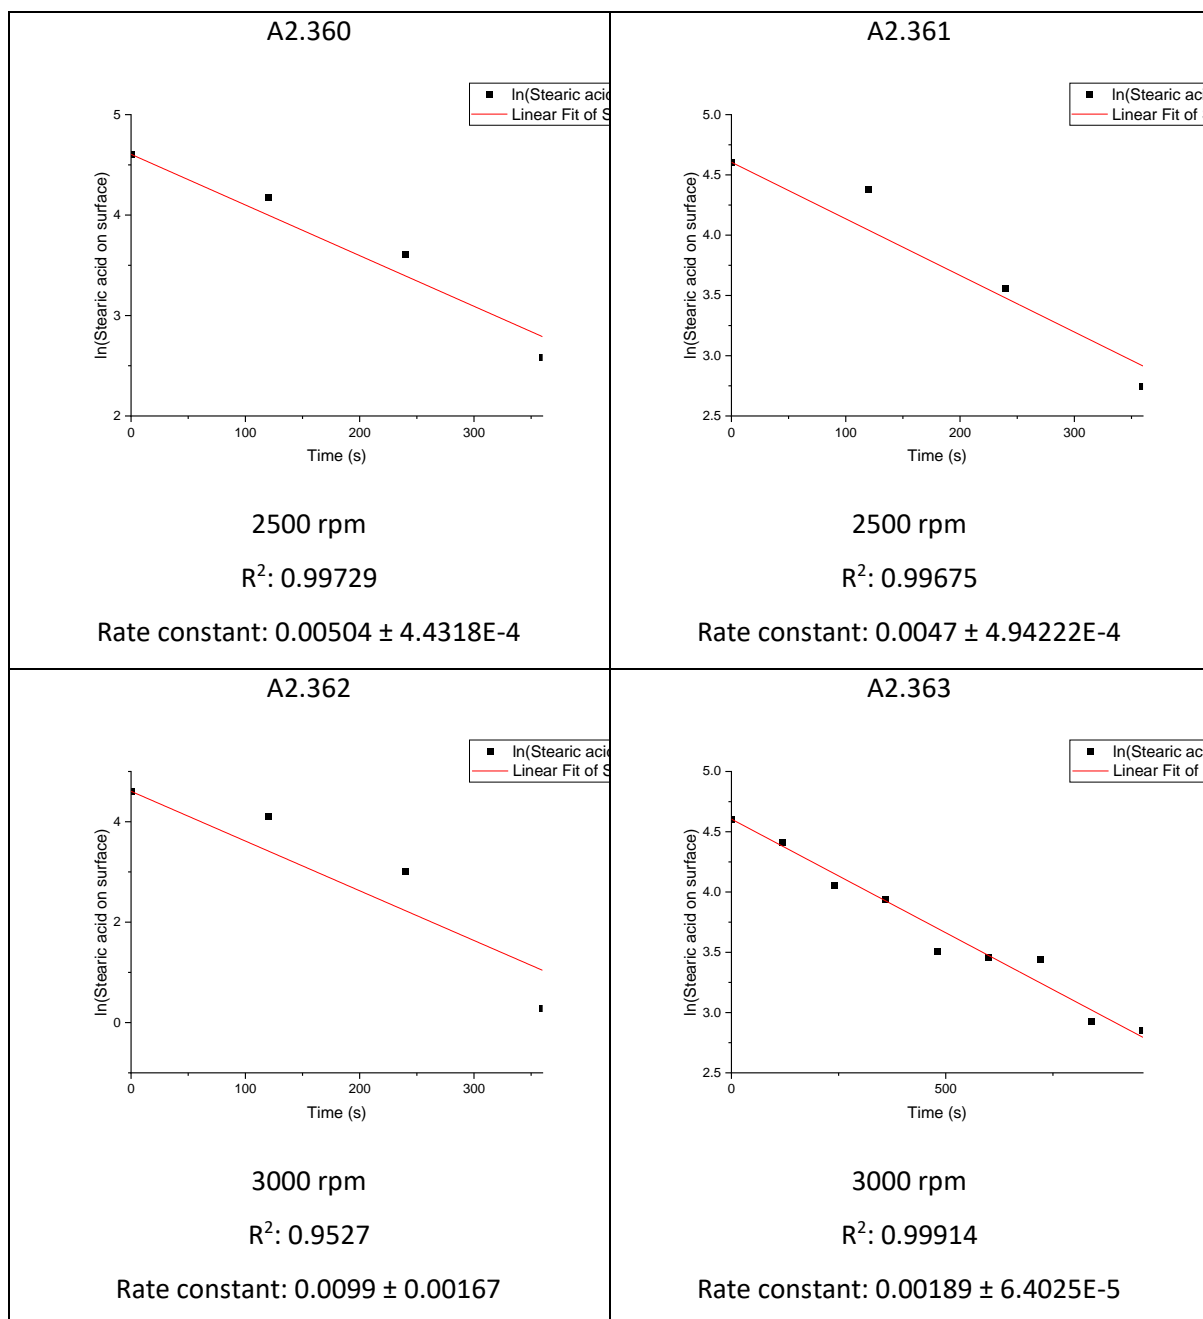 A2.360
ln(Stearic acid
Linear Fit of S
5
4
3
2
0
100
200
300
ln(Stearic acid on surface)
Time (s)
2500 rpm
R²: 0.99729
Rate constant: 0.00504 ± 4.4318E-4
A2.361
ln(Stearic ac
Linear Fit of
5.0
4.5
4.0
3.5
3.0
2.5
0
100
200
300
ln(Stearic acid on surface)
Time (s)
2500 rpm
R²: 0.99675
Rate constant: 0.0047 ± 4.94222E-4
A2.362
ln(Stearic acid
Linear Fit of S
4
2
0
0
100
200
300
ln(Stearic acid on surface)
Time (s)
3000 rpm
R²: 0.9527
Rate constant: 0.0099 ± 0.00167
A2.363
ln(Stearic ac
Linear Fit of
5.0
4.5
4.0
3.5
3.0
2.5
0
500
ln(Stearic acid on surface)
Time (s)
3000 rpm
R²: 0.99914
Rate constant: 0.00189 ± 6.4025E-5